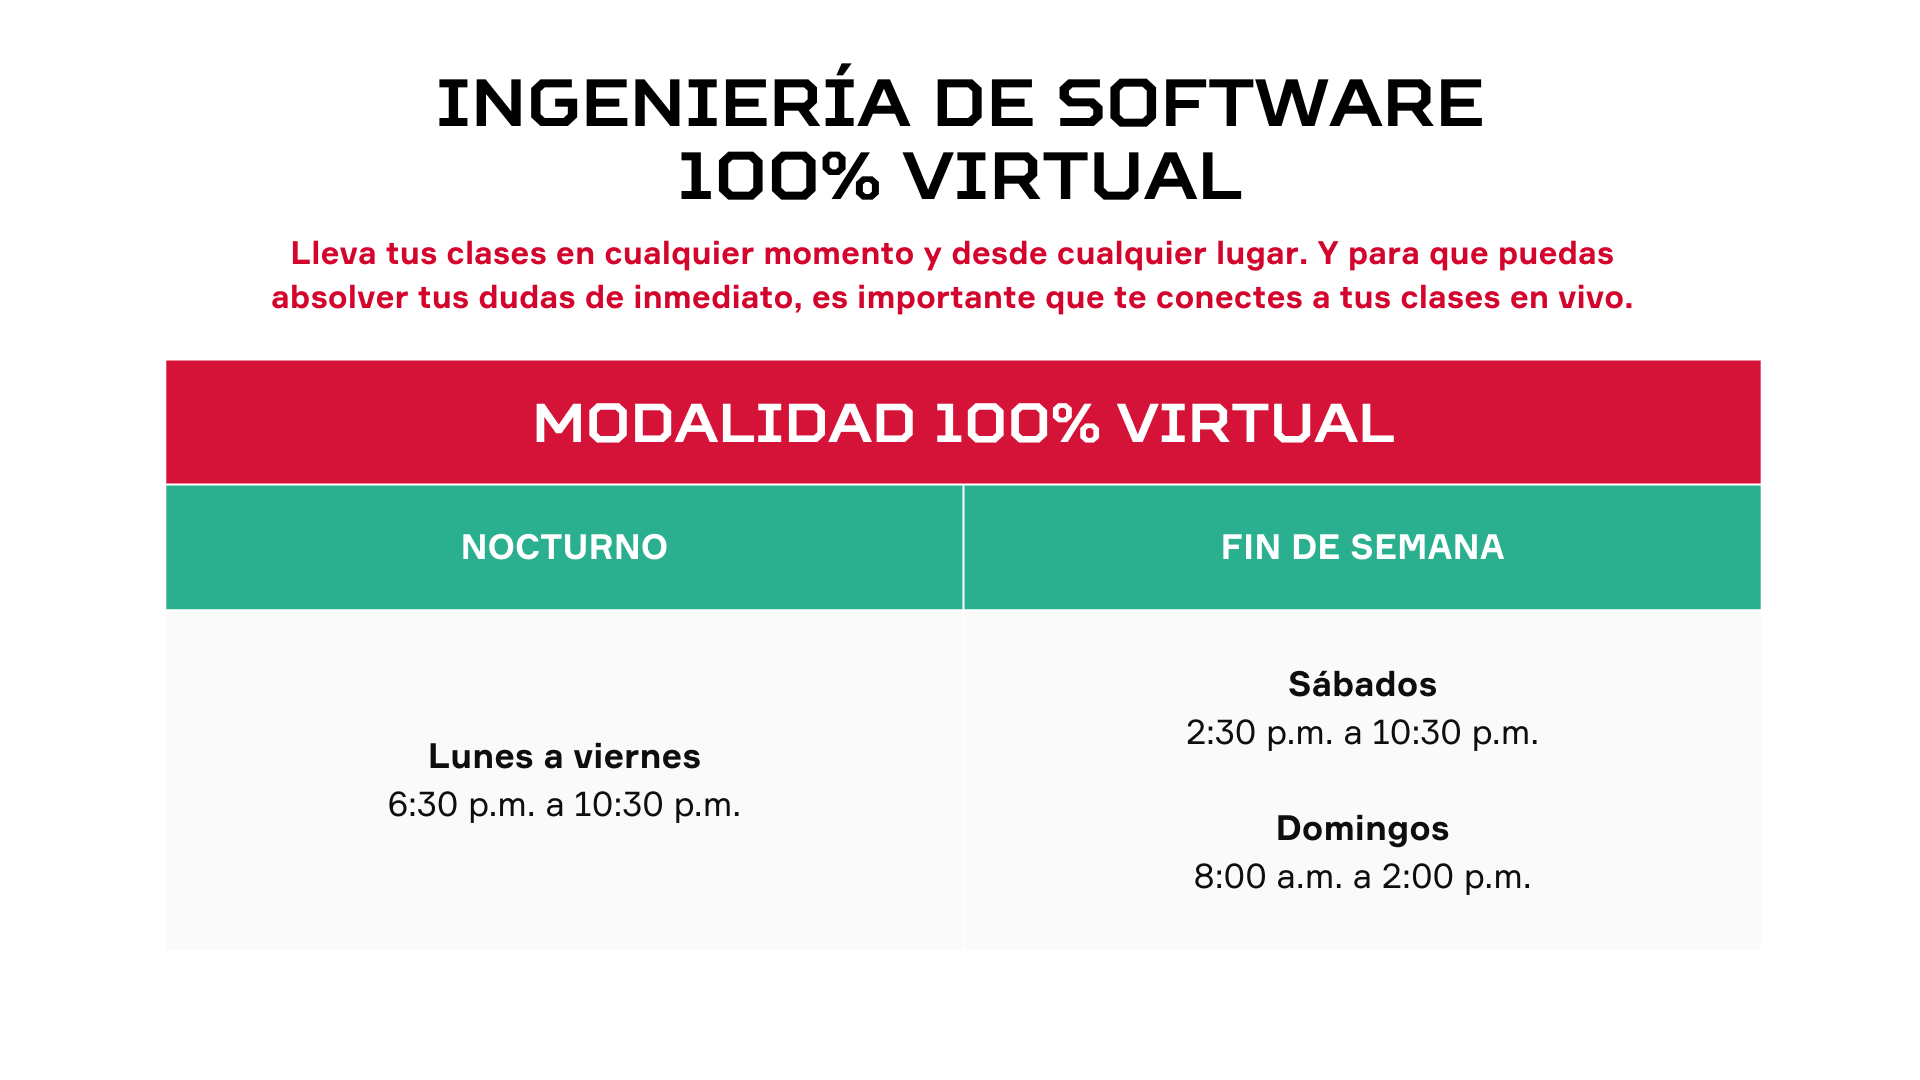 INGENIERÍA DE SOFTWARE
100% VIRTUAL
Lleva tus clases en cualquier momento y desde cualquier lugar. Y para que puedas
absolver tus dudas de inmediato, es importante que te conectes a tus clases en vivo.
MODALIDAD 100% VIRTUAL
NOCTURNO
FIN DE SEMANA
Lunes a viernes
6:30 p.m. a 10:30 p.m.
Sábados
2:30 p.m. a 10:30 p.m.
Domingos
8:00 a.m. a 2:00 p.m.